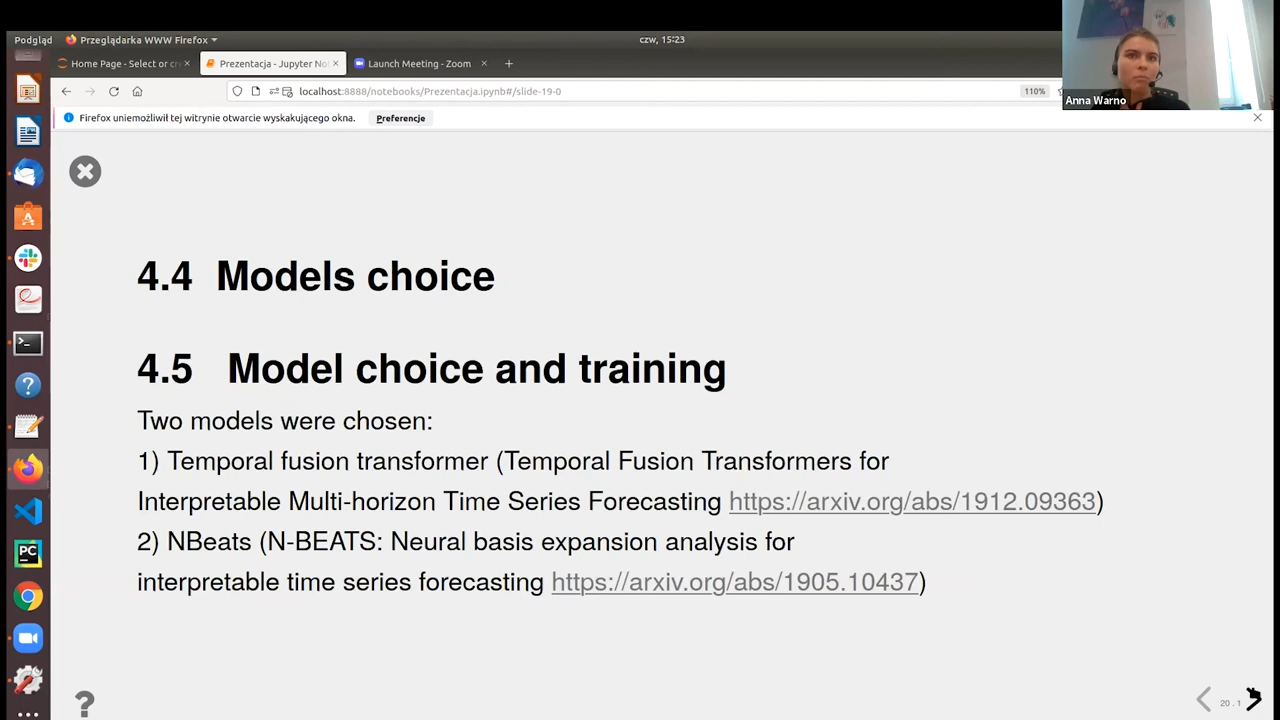 Podgląd
Przeglądarka WWW Firefox
czw, 15:23
Home Page - Select or cr
Prezentacja - Jupyter No
Launch Meeting - Zoom
localhost:8888/notebooks/Prezentacja.ipynb#/slide-19-0
110%
Anna Warno
Firefox uniemożliwił tej witrynie otwarcie wyskakującego okna.
Preferencje
4.4 Models choice
4.5 Model choice and training
Two models were chosen:
1) Temporal fusion transformer (Temporal Fusion Transformers for
Interpretable Multi-horizon Time Series Forecasting https://arxiv.org/abs/1912.09363)
2) NBeats (N-BEATS: Neural basis expansion analysis for
interpretable time series forecasting https://arxiv.org/abs/1905.10437)
PC
?
20.1